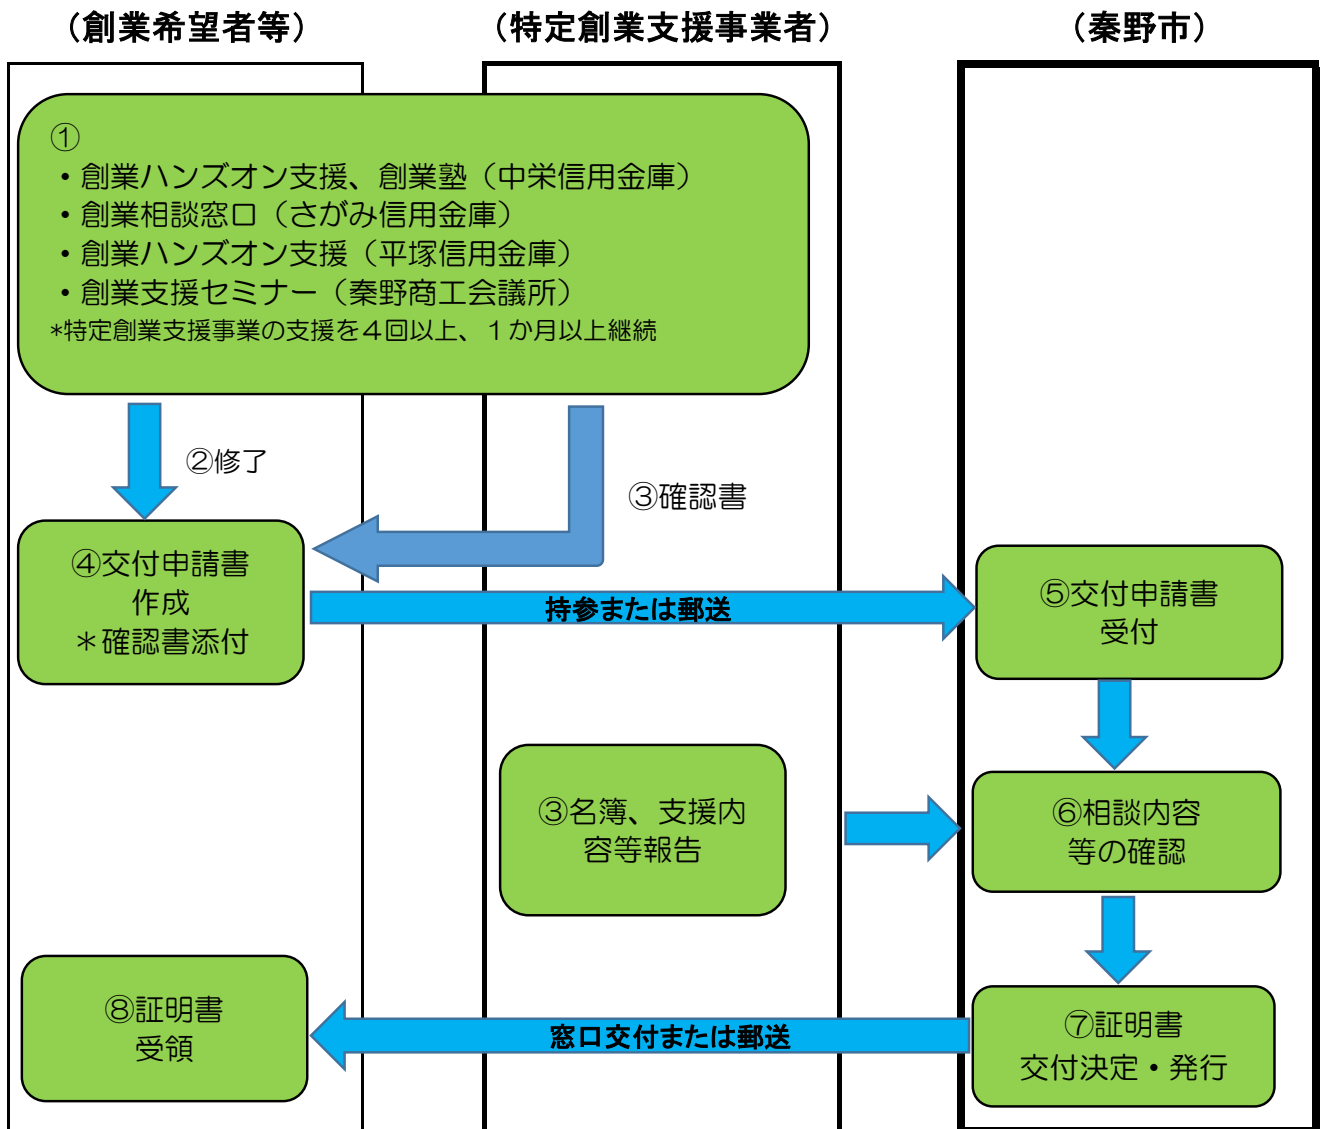 （創業希望者等）
（特定創業支援事業者）
（秦野市）
①
・創業ハンズオン支援、創業塾（中栄信用金庫）
・創業相談窓口（さがみ信用金庫）
・創業ハンズオン支援（平塚信用金庫）
・創業支援セミナー（秦野商工会議所）
*特定創業支援事業の支援を４回以上、１か月以上継続
②修了
③確認書
④交付申請書
作成
＊確認書添付
持参または郵送
⑤交付申請書
受付
③名簿、支援内
容等報告
⑥相談内容
等の確認
⑧証明書
受領
窓口交付または郵送
⑦証明書
交付決定・発行